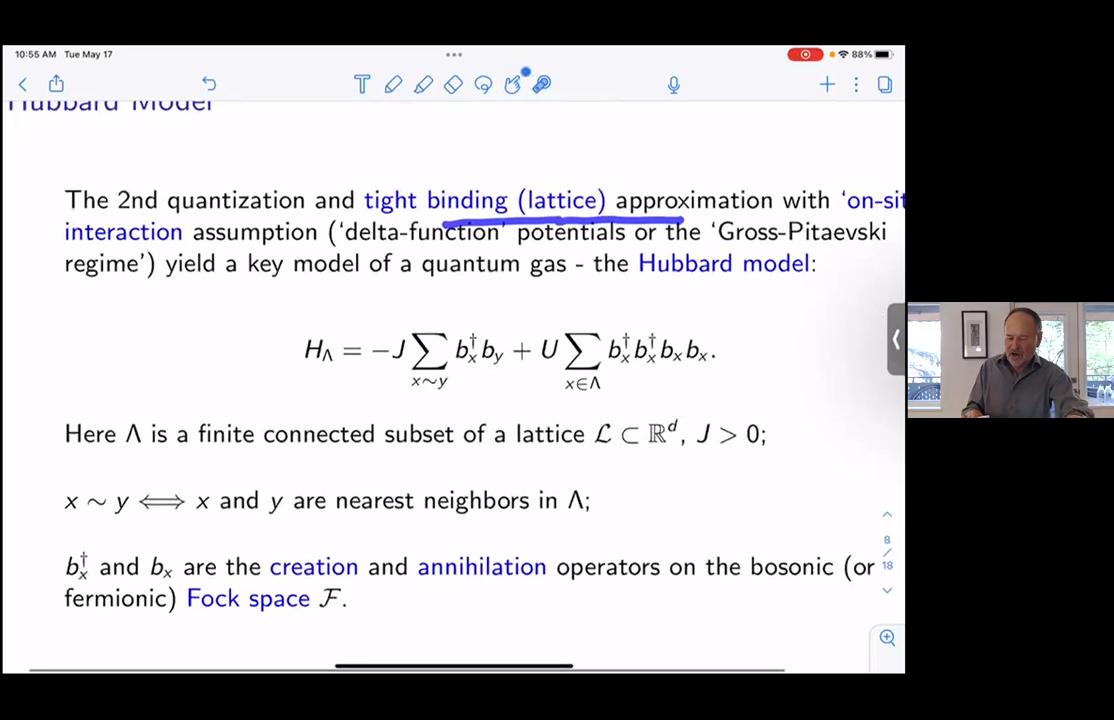 10:55 AM Tue May 17
88%
Hubbard Model
The 2nd quantization and tight binding (lattice) approximation with ‘on-sit
interaction assumption (‘delta-function’ potentials or the ‘Gross-Pitaevski
regime’) yield a key model of a quantum gas - the Hubbard model:
H_Λ = −J ∑_{x∼y} b_x^† b_y + U ∑_{x∈Λ} b_x^† b_x^† b_x b_x.
Here Λ is a finite connected subset of a lattice ℒ ⊂ ℝ^d, J > 0;
x ∼ y ⟺ x and y are nearest neighbors in Λ;
b_x^† and b_x are the creation and annihilation operators on the bosonic (or
fermionic) Fock space ℱ.
8
/
18